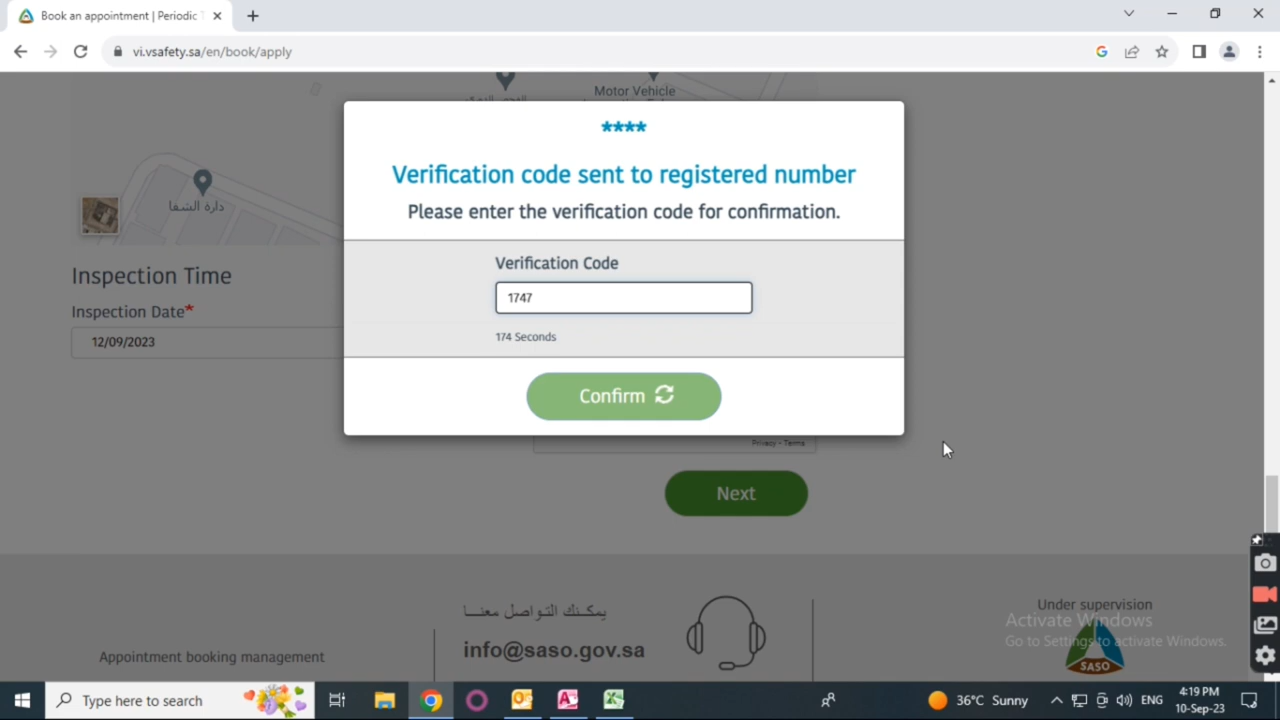 Book an appointment | Periodic T
vi.vsafety.sa/en/book/apply
Motor Vehicle
****
Verification code sent to registered number
Please enter the verification code for confirmation.
دارة الشفا
Verification Code
1747
174 Seconds
Inspection Time
Inspection Date*
12/09/2023
Confirm
Privacy - Terms
Next
يمكنك التواصل معنا
info@saso.gov.sa
Appointment booking management
Under supervision
SASO
Activate Windows
Go to Settings to activate Windows.
Type here to search
36°C Sunny
ENG
4:19 PM
10-Sep-23